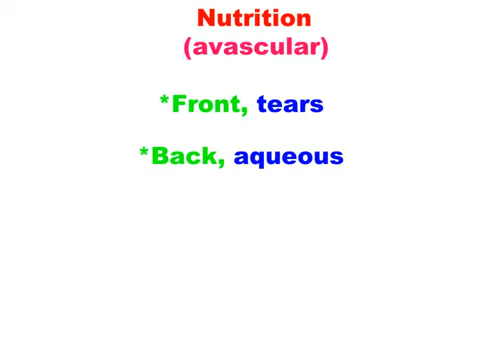 Nutrition
(avascular)
*Front, tears
*Back, aqueous